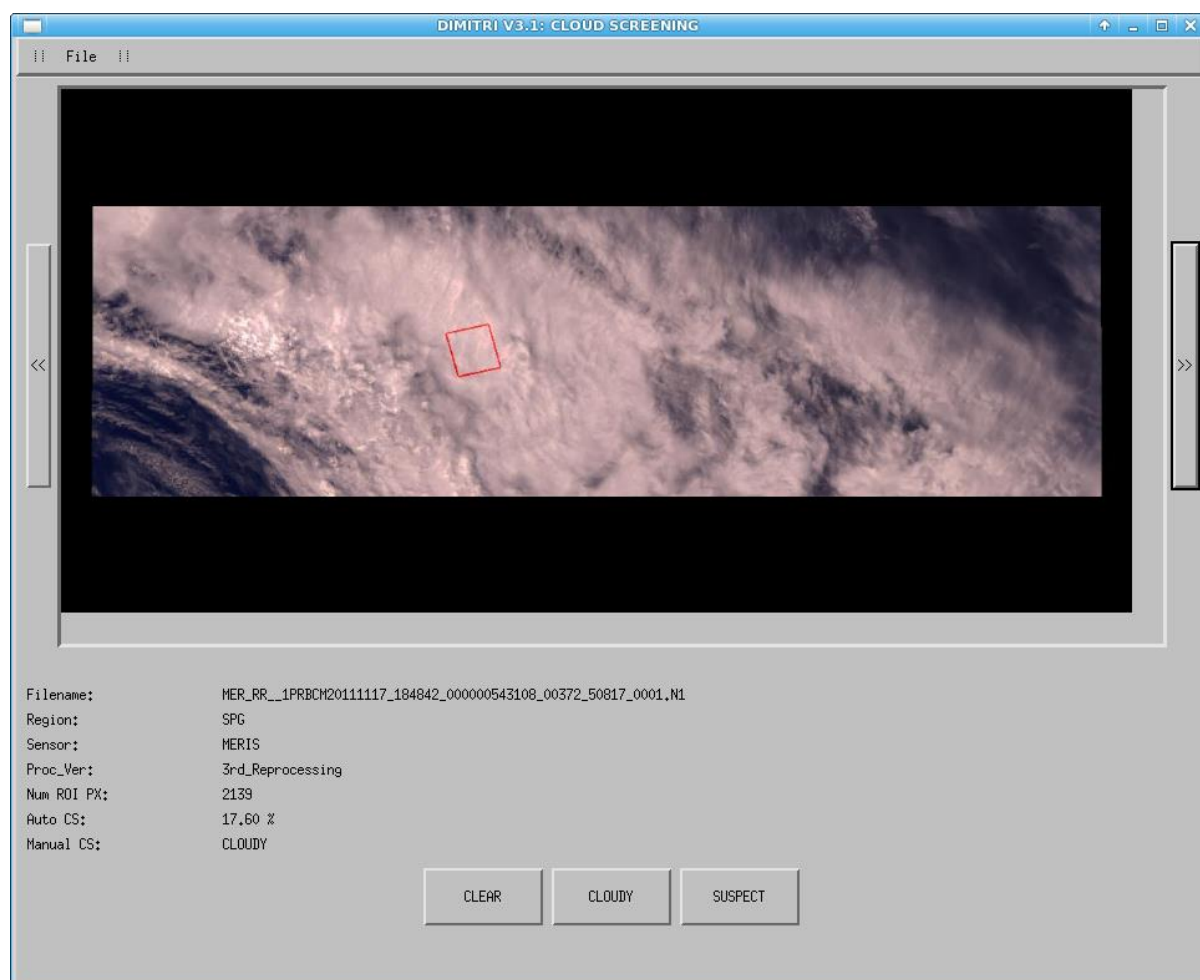 DIMITRI V3.1: CLOUD SCREENING
File
<<
>>
Filename: MER_RR__1PRBCM20111117_184842_000000543108_00372_50817_0001.N1
Region: SPG
Sensor: MERIS
Proc_Ver: 3rd_Reprocessing
Num ROI PX: 2139
Auto CS: 17.60 %
Manual CS: CLOUDY
CLEAR CLOUDY SUSPECT